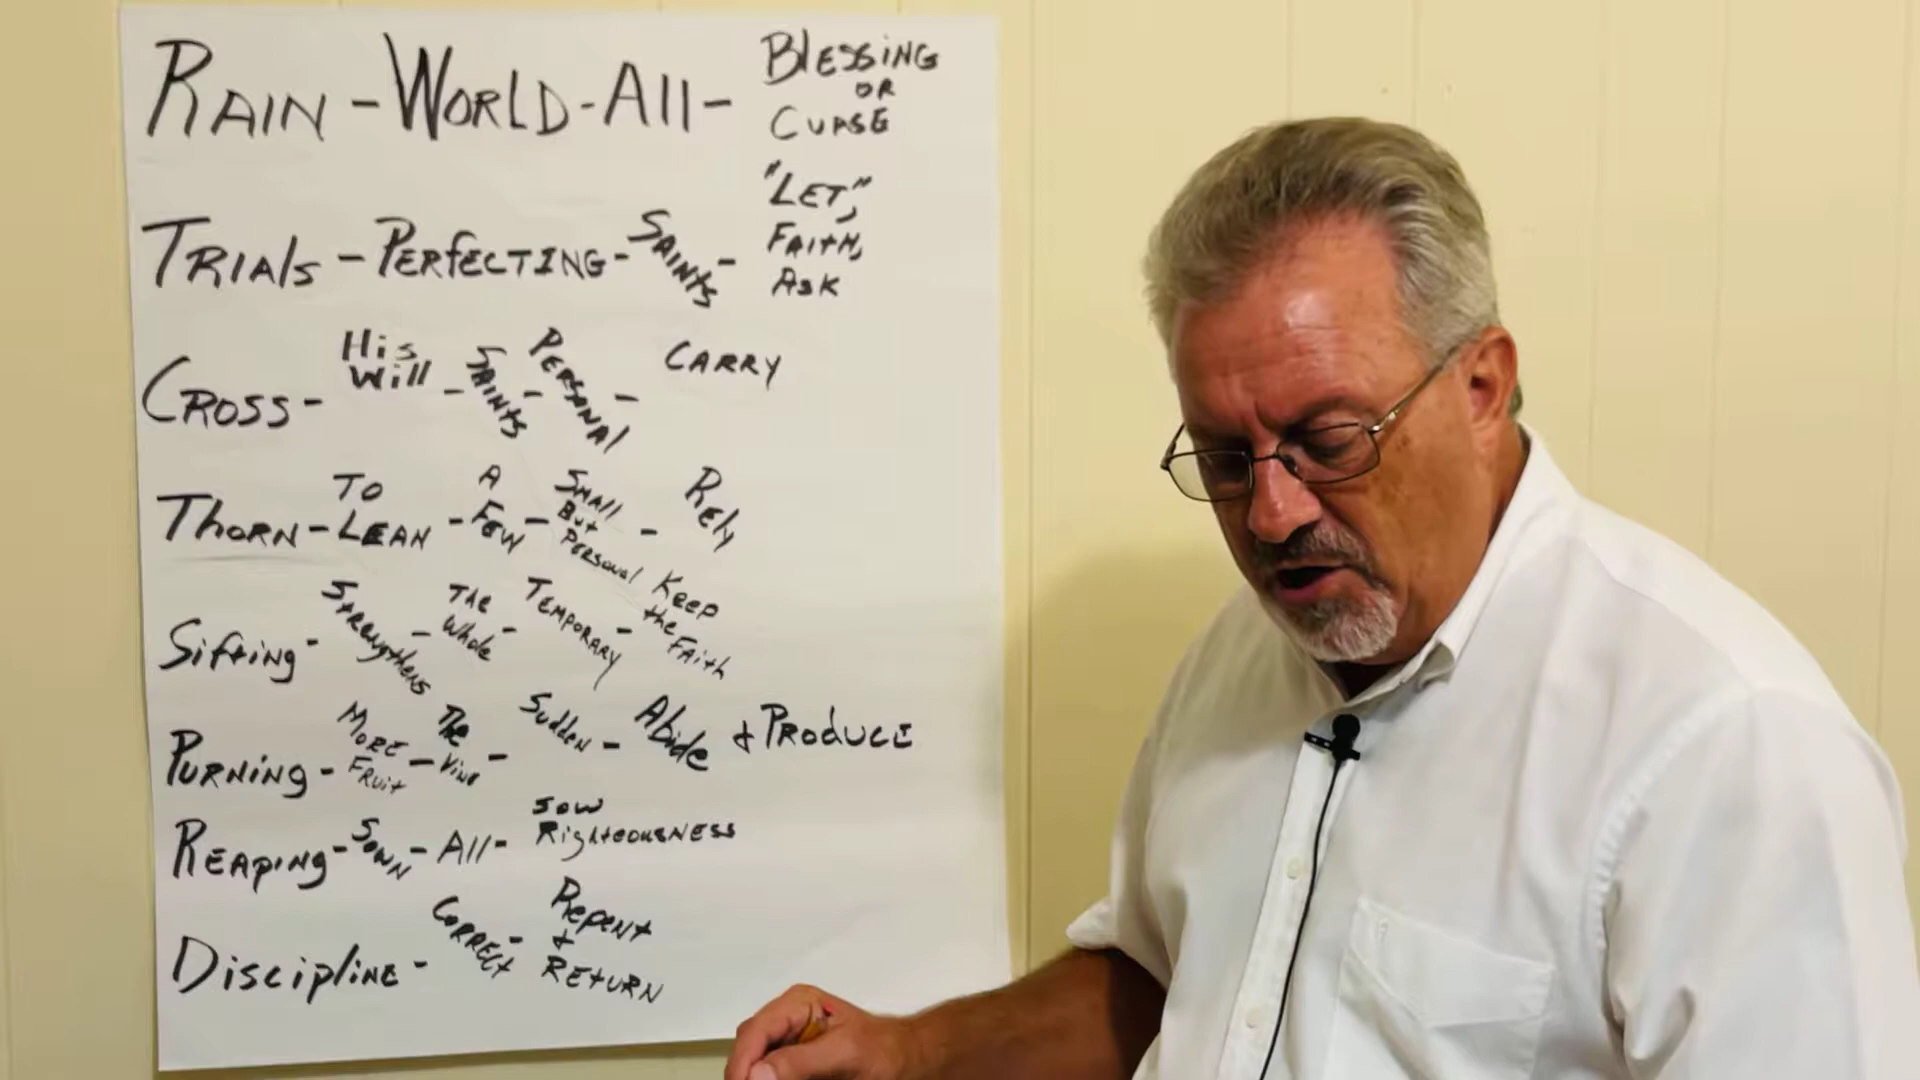 RAIN - WORLD - All - BLESSING OR CURSE
TRIAls - PERfECTING - SAINTS - "LET," FAITH, ASK
CROSS - His Will - SAINTS - PERSONAl - CARRY
THORN - TO LEAN - A FEW - SMAll But PERSONAl - Rely
Sifting - Strengthens - The Whole - TEMPORARY - KEEP the FAith
PURNiNg - MORE FRuit - The Vine - Sudden - Abide & PRODUCE
REAPiNg - SOWN - All - SOW RighteousNESS
DisciplinE - CORRECt - Repent & RETURN